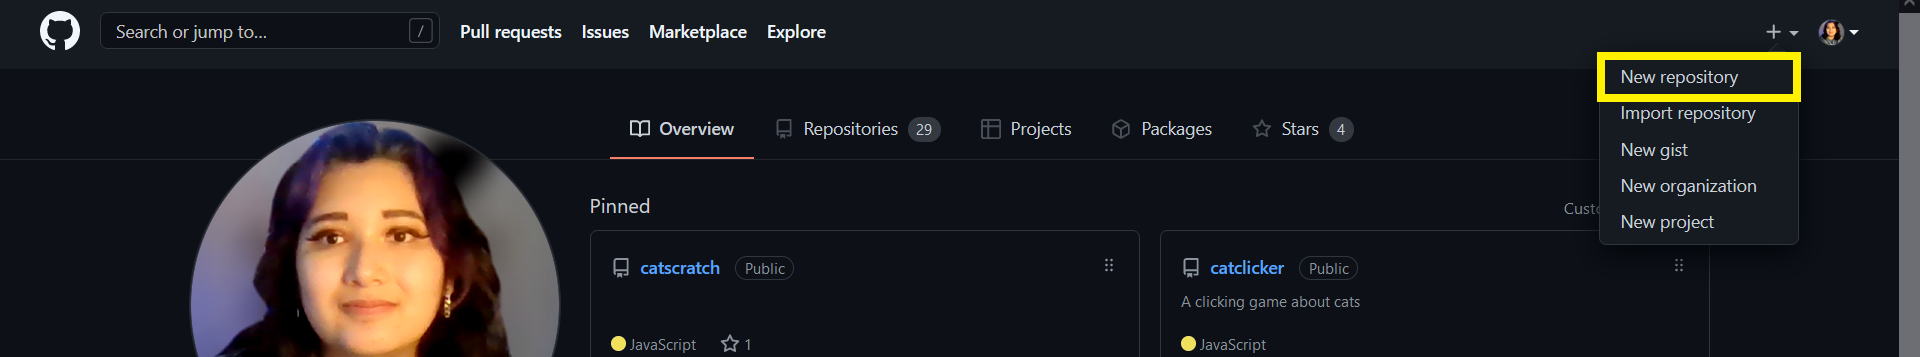 Search or jump to... /
Pull requests Issues Marketplace Explore
New repository
Import repository
New gist
New organization
New project
Overview Repositories 29 Projects Packages Stars 4
Pinned
catscratch Public
JavaScript 1
catclicker Public
A clicking game about cats
JavaScript